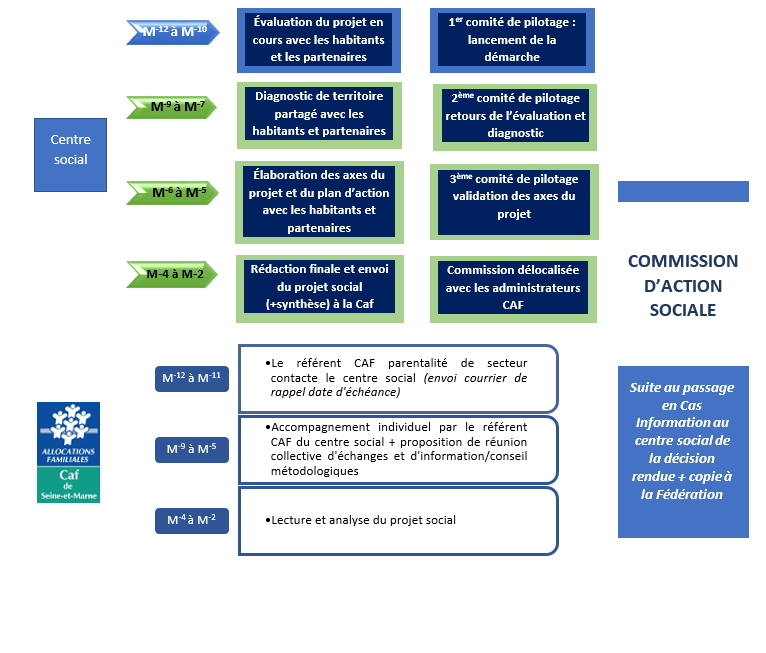 Centre
social
M-12 à M-10
Évaluation du projet en
cours avec les habitants
et les partenaires
1er comité de pilotage :
lancement de la
démarche
M-9 à M-7
Diagnostic de territoire
partagé avec les
habitants et partenaires
2ème comité de pilotage
retours de l’évaluation et
diagnostic
M-6 à M-5
Élaboration des axes du
projet et du plan d’action
avec les habitants et
partenaires
3ème comité de pilotage
validation des axes du
projet
M-4 à M-2
Rédaction finale et envoi
du projet social
(+synthèse) à la Caf
Commission délocalisée
avec les administrateurs
CAF
COMMISSION
D’ACTION
SOCIALE
ALLOCATIONS
FAMILIALES
Caf
de
Seine-et-Marne
M-12 à M-11
•Le référent CAF parentalité de secteur
contacte le centre social (envoi courrier de
rappel date d'échéance)
M-9 à M-5
•Accompagnement individuel par le référent
CAF du centre social + proposition de réunion
collective d'échanges et d'information/conseil
métodologiques
M-4 à M-2
•Lecture et analyse du projet social
Suite au passage
en Cas
Information au
centre social de
la décision
rendue + copie à
la Fédération